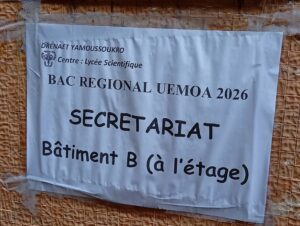 DRENAET YAMOUSSOUKRO
Centre : Lycée Scientifique
BAC REGIONAL UEMOA 2026
SECRETARIAT
Bâtiment B (à l'étage)